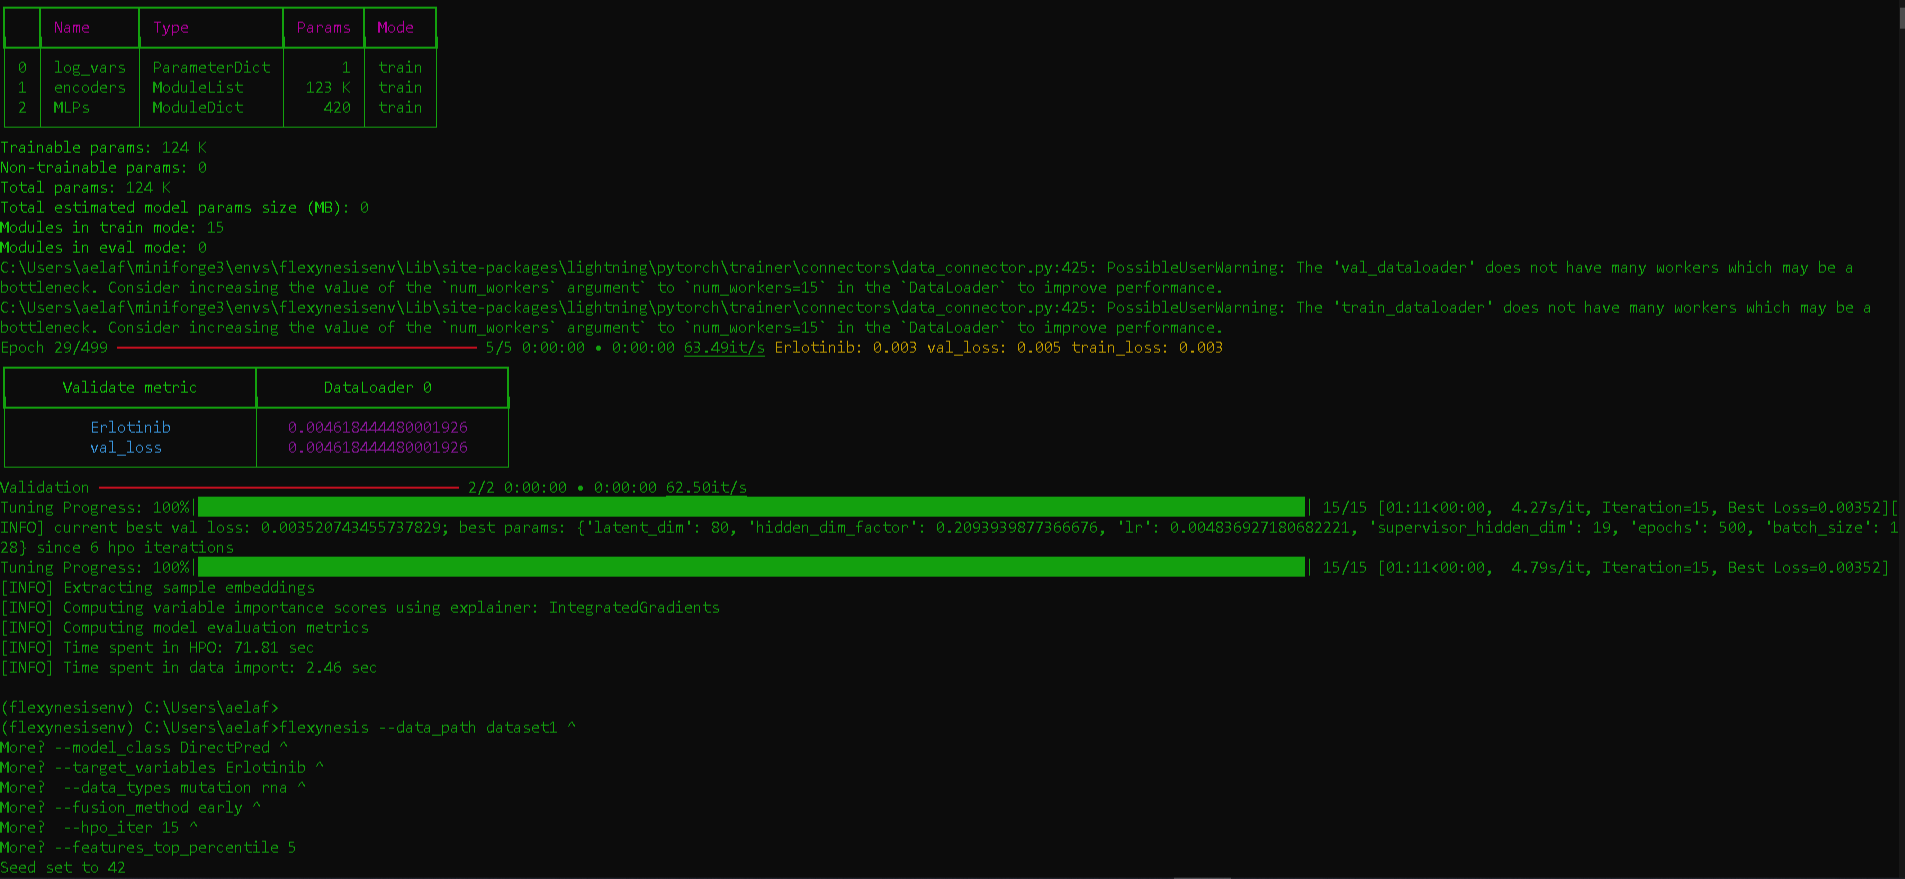 Name Type Params Mode
0 log_vars ParameterDict 1 train
1 encoders ModuleList 123 K train
2 MLPs ModuleDict 420 train
Trainable params: 124 K
Non-trainable params: 0
Total params: 124 K
Total estimated model params size (MB): 0
Modules in train mode: 15
Modules in eval mode: 0
C:\Users\aelaf\miniforge3\envs\flexynesisenv\Lib\site-packages\lightning\pytorch\trainer\connectors\data_connector.py:425: PossibleUserWarning: The 'val_dataloader' does not have many workers which may be a
bottleneck. Consider increasing the value of the `num_workers` argument` to `num_workers=15` in the `DataLoader` to improve performance.
C:\Users\aelaf\miniforge3\envs\flexynesisenv\Lib\site-packages\lightning\pytorch\trainer\connectors\data_connector.py:425: PossibleUserWarning: The 'train_dataloader' does not have many workers which may be a
bottleneck. Consider increasing the value of the `num_workers` argument` to `num_workers=15` in the `DataLoader` to improve performance.
Epoch 29/499 5/5 0:00:00 • 0:00:00 63.49it/s Erlotinib: 0.003 val_loss: 0.005 train_loss: 0.003
Validate metric DataLoader 0
Erlotinib 0.004618444480001926
val_loss 0.004618444480001926
Validation 2/2 0:00:00 • 0:00:00 62.50it/s
Tuning Progress: 100%| | 15/15 [01:11<00:00, 4.27s/it, Iteration=15, Best Loss=0.00352][
INFO] current best val loss: 0.003520743455737829; best params: {'latent_dim': 80, 'hidden_dim_factor': 0.2093939877366676, 'lr': 0.004836927180682221, 'supervisor_hidden_dim': 19, 'epochs': 500, 'batch_size': 1
28} since 6 hpo iterations
Tuning Progress: 100%| | 15/15 [01:11<00:00, 4.79s/it, Iteration=15, Best Loss=0.00352]
[INFO] Extracting sample embeddings
[INFO] Computing variable importance scores using explainer: IntegratedGradients
[INFO] Computing model evaluation metrics
[INFO] Time spent in HPO: 71.81 sec
[INFO] Time spent in data import: 2.46 sec
(flexynesisenv) C:\Users\aelaf>
(flexynesisenv) C:\Users\aelaf>flexynesis --data_path dataset1 ^
More? --model_class DirectPred ^
More? --target_variables Erlotinib ^
More?  --data_types mutation rna ^
More? --fusion_method early ^
More?  --hpo_iter 15 ^
More? --features_top_percentile 5
Seed set to 42